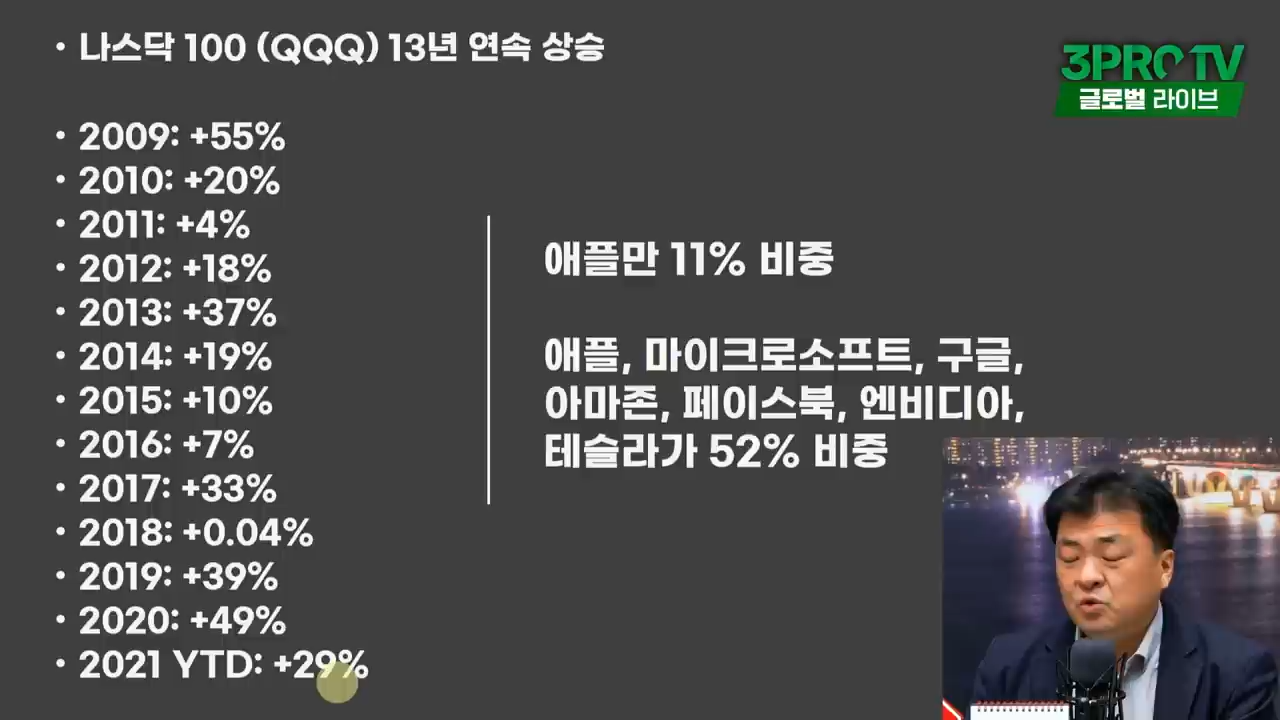 • 나스닥 100 (QQQ) 13년 연속 상승
3PROTV
글로벌 라이브
• 2009: +55%
• 2010: +20%
• 2011: +4%
• 2012: +18%
• 2013: +37%
• 2014: +19%
• 2015: +10%
• 2016: +7%
• 2017: +33%
• 2018: +0.04%
• 2019: +39%
• 2020: +49%
• 2021 YTD: +29%
애플만 11% 비중
애플, 마이크로소프트, 구글,
아마존, 페이스북, 엔비디아,
테슬라가 52% 비중